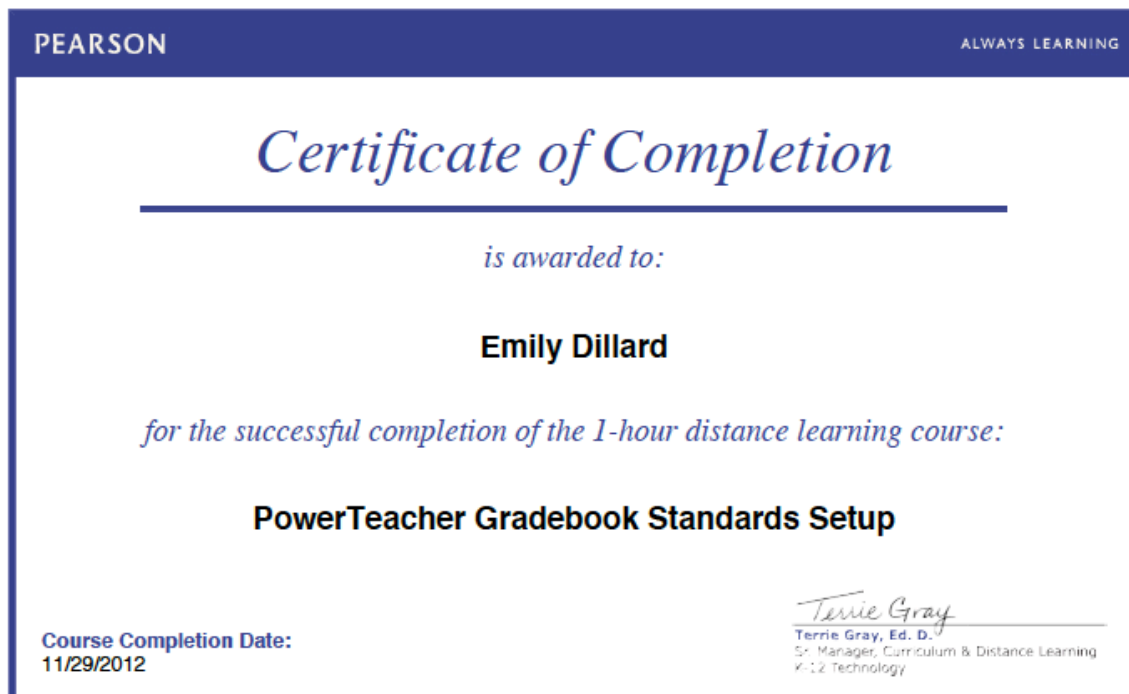 PEARSON
ALWAYS LEARNING
Certificate of Completion
is awarded to:
Emily Dillard
for the successful completion of the 1-hour distance learning course:
PowerTeacher Gradebook Standards Setup
Terrie Gray
Terrie Gray, Ed. D.
Sr. Manager, Curriculum & Distance Learning
K-12 Technology
Course Completion Date:
11/29/2012